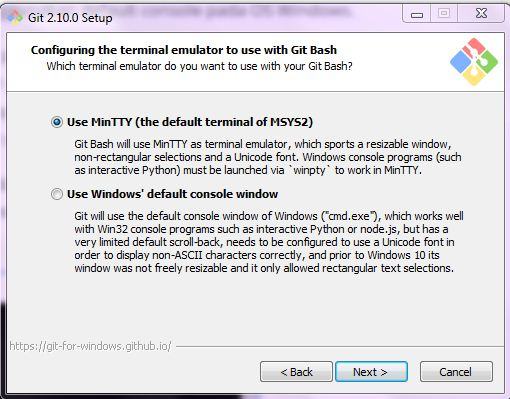 default console pada OS Windows.
Git 2.10.0 Setup
Configuring the terminal emulator to use with Git Bash
Which terminal emulator do you want to use with your Git Bash?
Use MinTTY (the default terminal of MSYS2)
Git Bash will use MinTTY as terminal emulator, which sports a resizable window,
non-rectangular selections and a Unicode font. Windows console programs (such
as interactive Python) must be launched via `winpty` to work in MinTTY.
Use Windows' default console window
Git will use the default console window of Windows ("cmd.exe"), which works well
with Win32 console programs such as interactive Python or node.js, but has a
very limited default scroll-back, needs to be configured to use a Unicode font in
order to display non-ASCII characters correctly, and prior to Windows 10 its
window was not freely resizable and it only allowed rectangular text selections.
https://git-for-windows.github.io/
< Back
Next >
Cancel